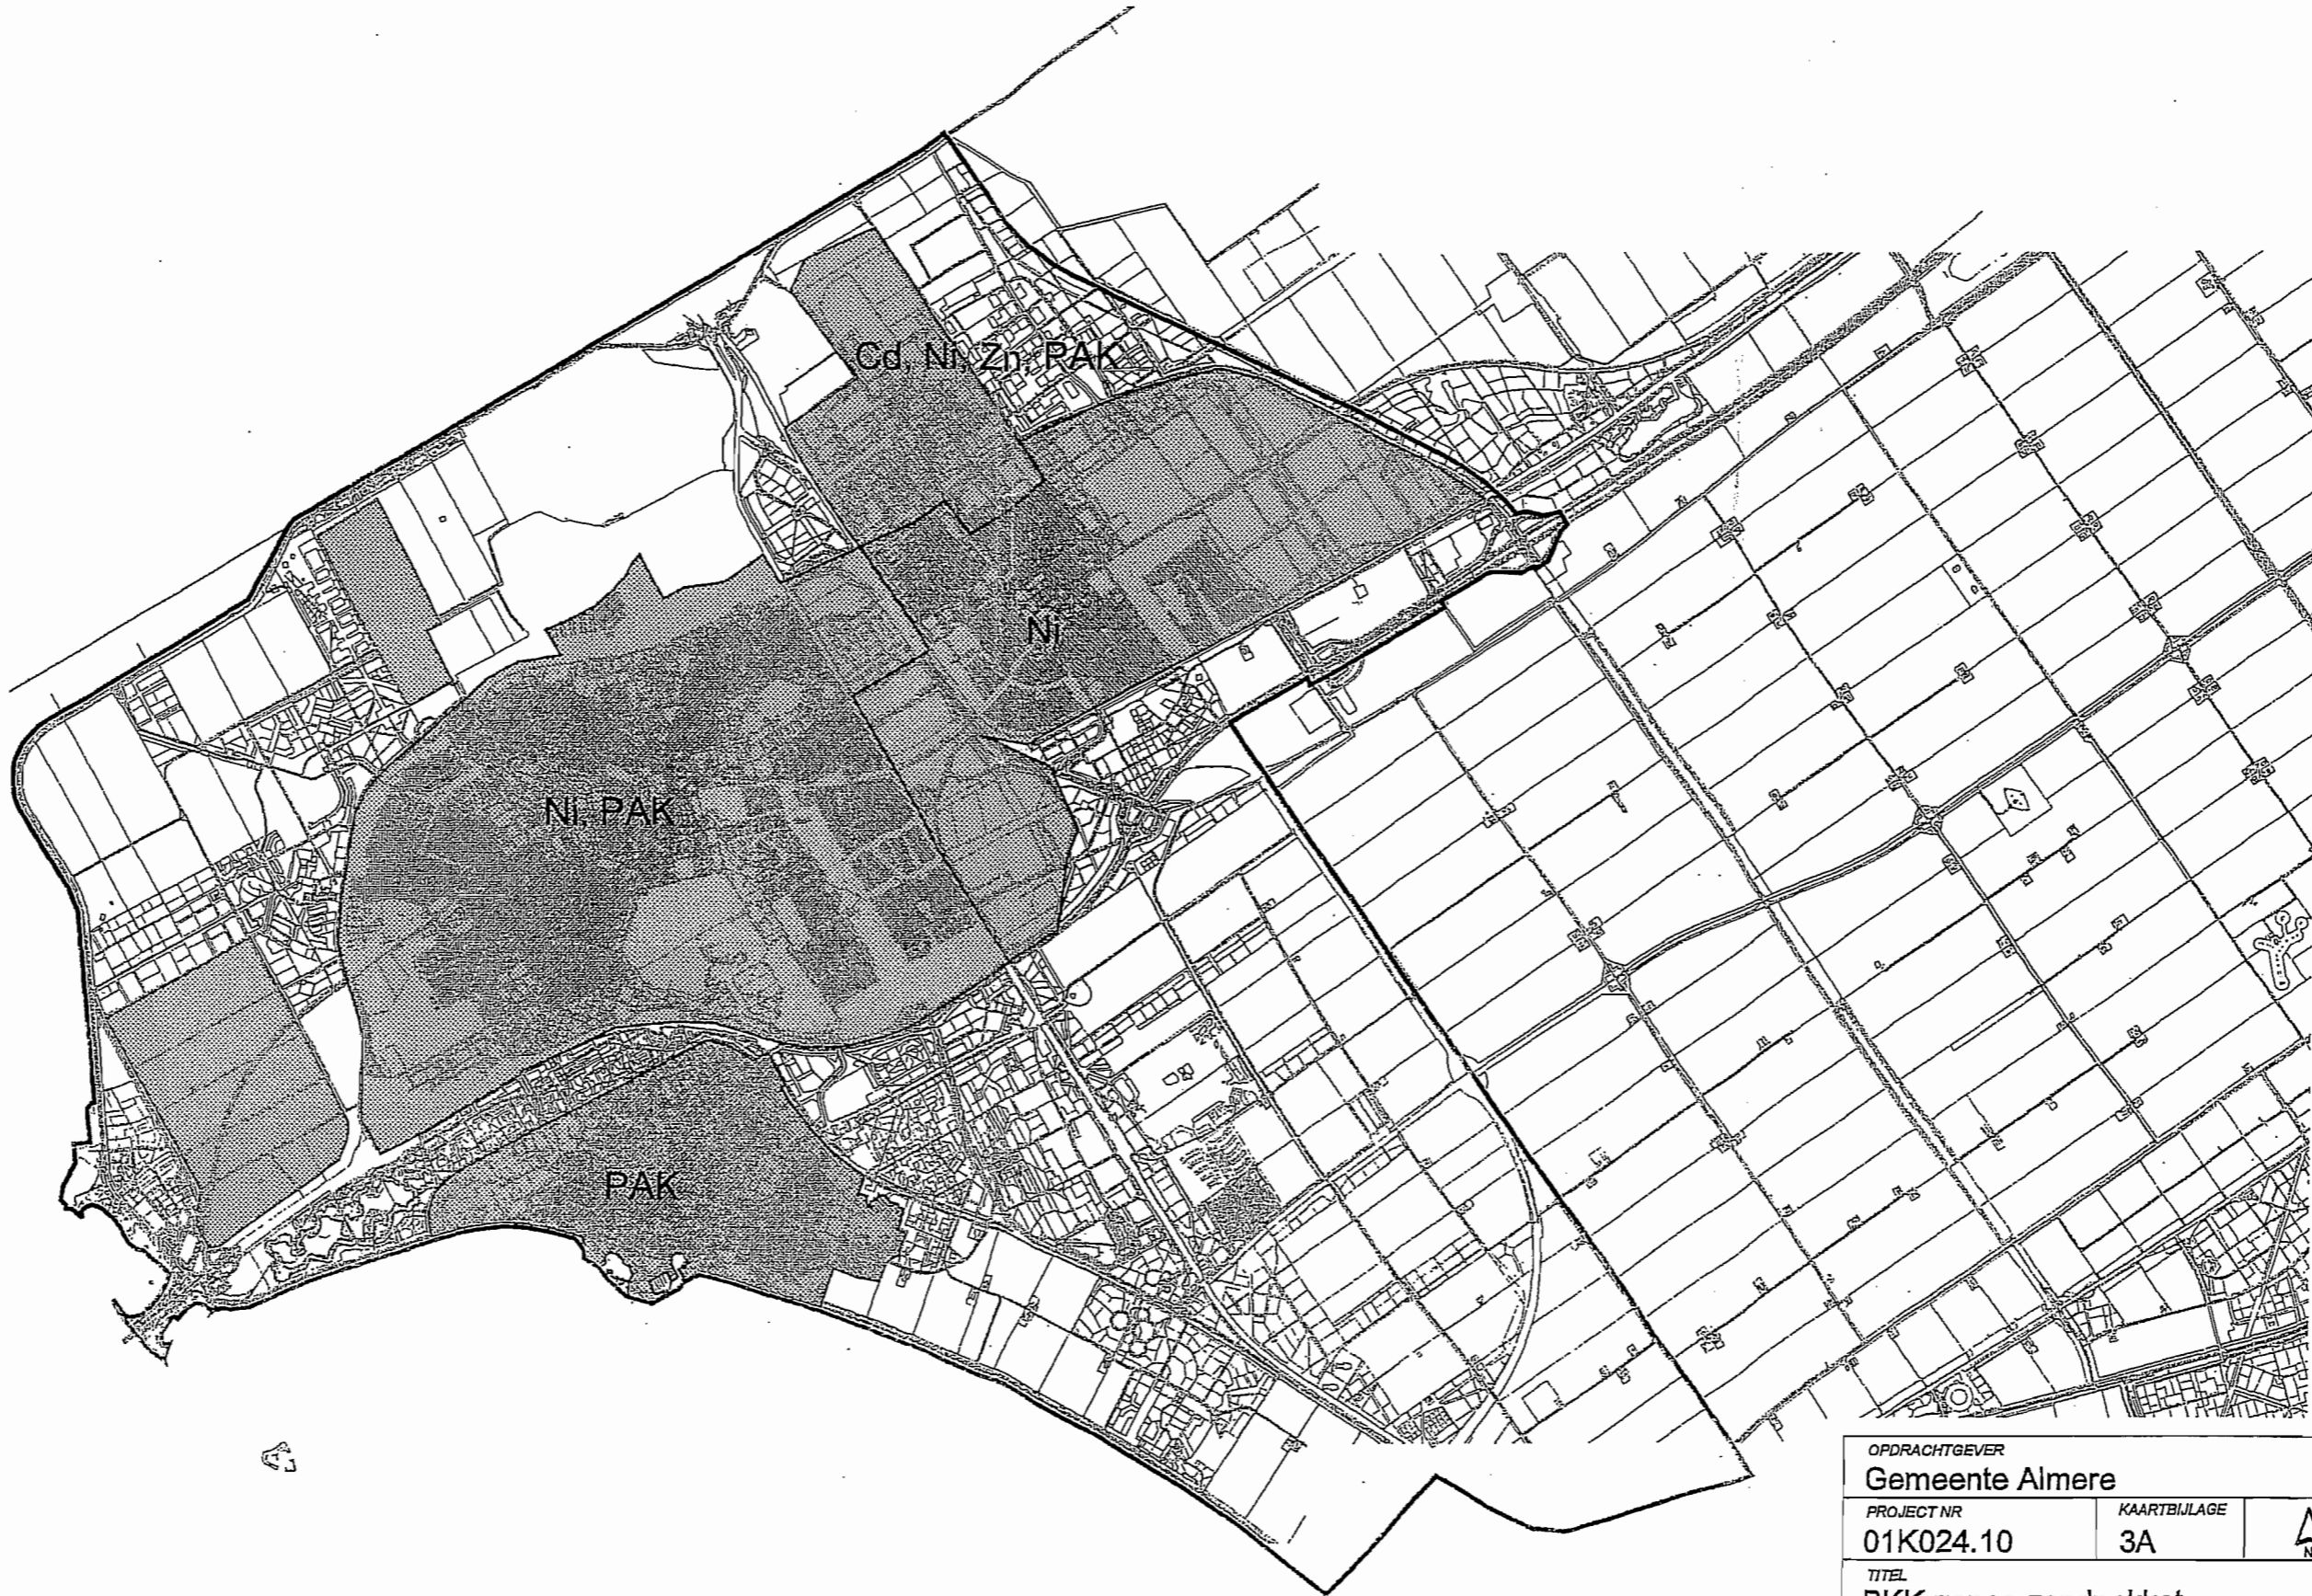 Cd, Ni, Zn, PAK
Ni
Ni, PAK
PAK
OPDRACHTGEVER
Gemeente Almere
PROJECT NR
KAARTBIJLAGE
01K024.10
3A
N
TITEL